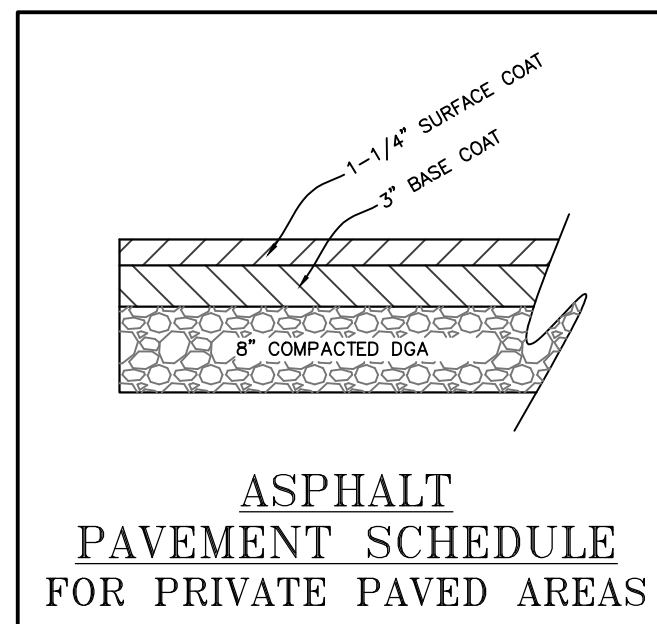 1-1/4" SURFACE COAT
3" BASE COAT
8" COMPACTED DGA
ASPHALT
PAVEMENT SCHEDULE
FOR PRIVATE PAVED AREAS